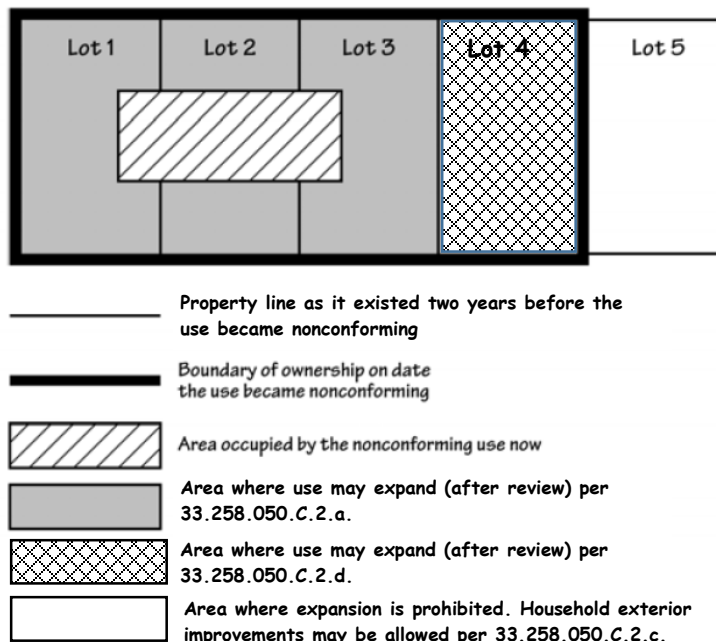 Lot 1 Lot 2 Lot 3 Lot 4 Lot 5
Property line as it existed two years before the
use became nonconforming
Boundary of ownership on date
the use became nonconforming
Area occupied by the nonconforming use now
Area where use may expand (after review) per
33.258.050.C.2.a.
Area where use may expand (after review) per
33.258.050.C.2.d.
Area where expansion is prohibited. Household exterior
improvements may be allowed per 33.258.050.C.2.c.